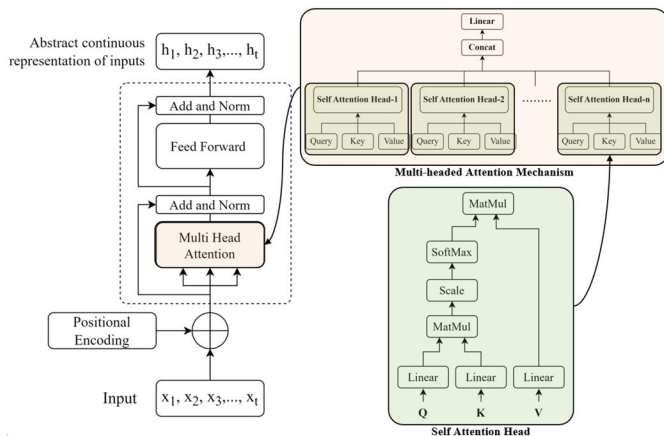 Abstract continuous
representation of inputs
h1, h2, h3,..., ht
Add and Norm
Feed Forward
Add and Norm
Multi Head
Attention
Positional
Encoding
Input
x1, x2, x3,..., xt
Linear
Concat
Self Attention Head-1
Self Attention Head-2
........
Self Attention Head-n
Query
Key
Value
Query
Key
Value
Query
Key
Value
Multi-headed Attention Mechanism
MatMul
SoftMax
Scale
MatMul
Linear
Linear
Linear
Q
K
V
Self Attention Head